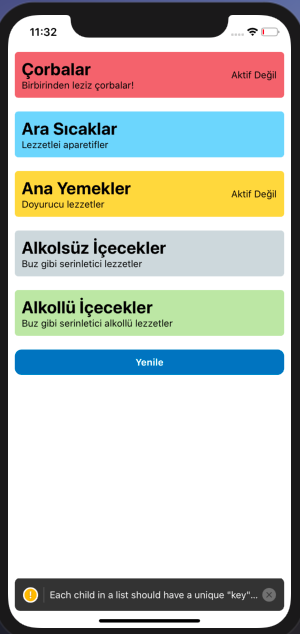 11:32
Çorbalar
Birbirinden leziz çorbalar!
Aktif Değil
Ara Sıcaklar
Lezzetlei aparetifler
Ana Yemekler
Doyurucu lezzetler
Aktif Değil
Alkolsüz İçecekler
Buz gibi serinletici lezzetler
Alkollü İçecekler
Buz gibi serinletici alkollü lezzetler
Yenile
Each child in a list should have a unique "key"...